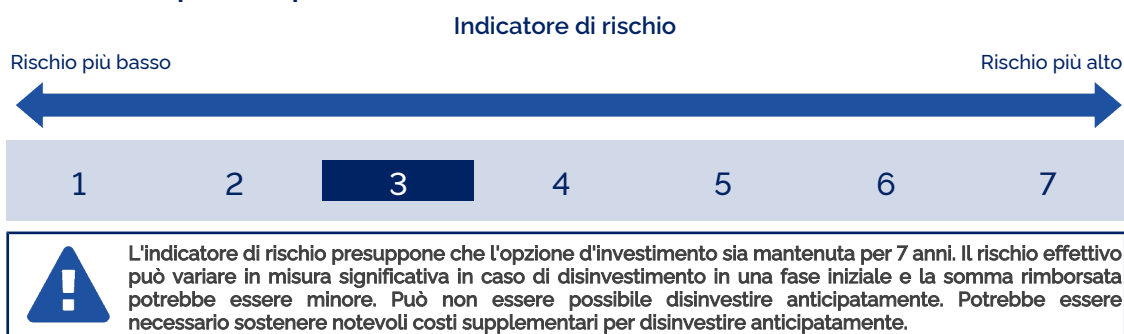 Indicatore di rischio
Rischio più basso
Rischio più alto
1 2 3 4 5 6 7
L'indicatore di rischio presuppone che l'opzione d'investimento sia mantenuta per 7 anni. Il rischio effettivo
può variare in misura significativa in caso di disinvestimento in una fase iniziale e la somma rimborsata
potrebbe essere minore. Può non essere possibile disinvestire anticipatamente. Potrebbe essere
necessario sostenere notevoli costi supplementari per disinvestire anticipatamente.